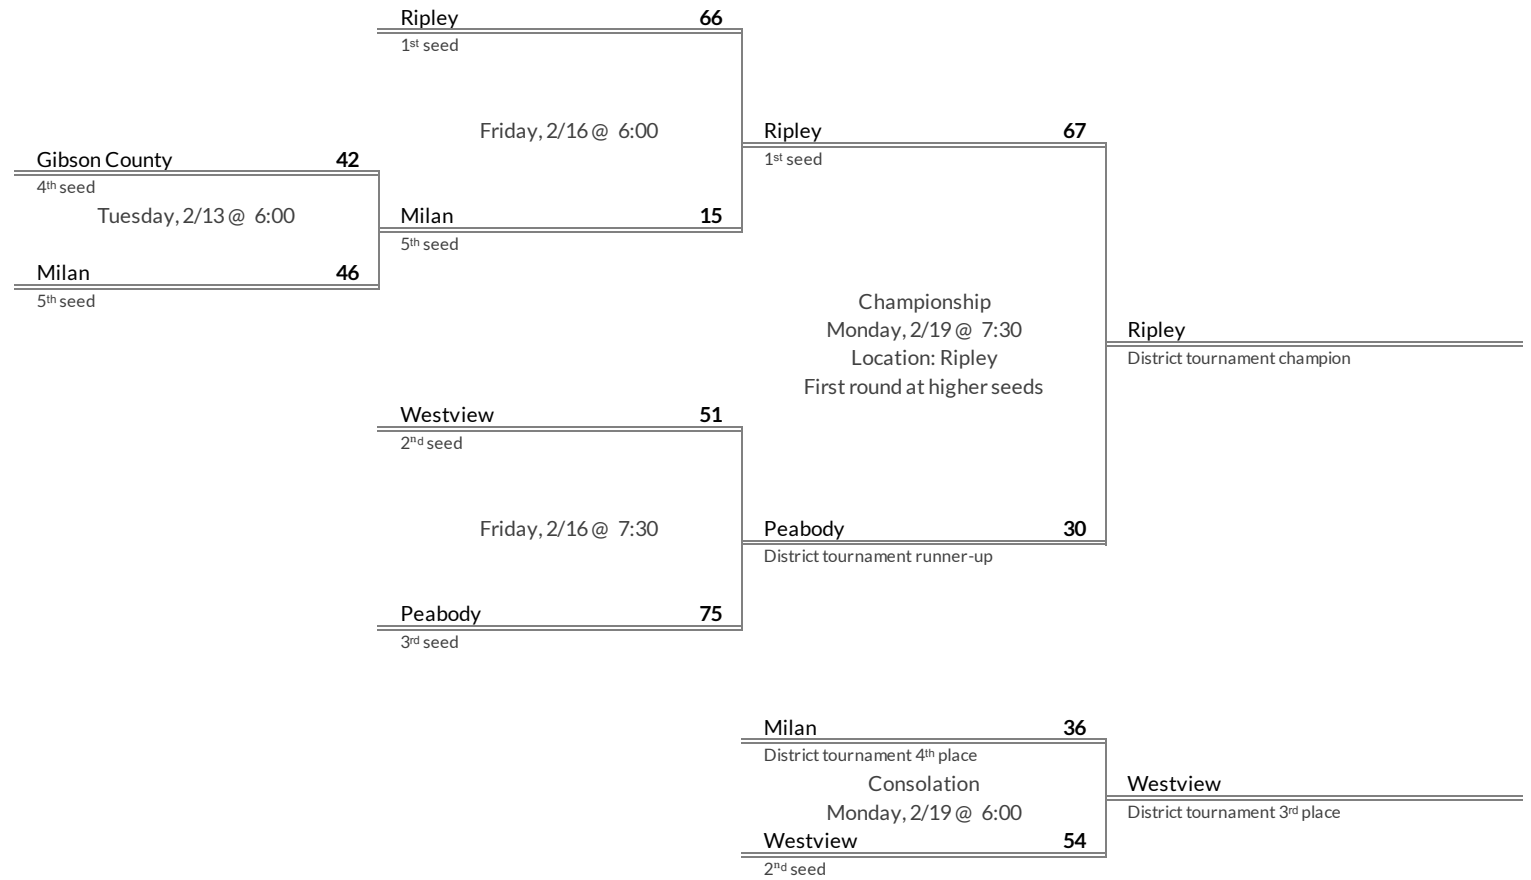 Ripley 66
1st seed
Friday, 2/16 @ 6:00
Ripley 67
1st seed
Gibson County 42
4th seed
Tuesday, 2/13 @ 6:00
Milan 15
5th seed
Milan 46
5th seed
Championship
Monday, 2/19 @ 7:30
Location: Ripley
First round at higher seeds
Ripley
District tournament champion
Westview 51
2nd seed
Friday, 2/16 @ 7:30
Peabody 30
District tournament runner-up
Peabody 75
3rd seed
Milan 36
District tournament 4th place
Consolation
Monday, 2/19 @ 6:00
Westview
District tournament 3rd place
Westview 54
2nd seed